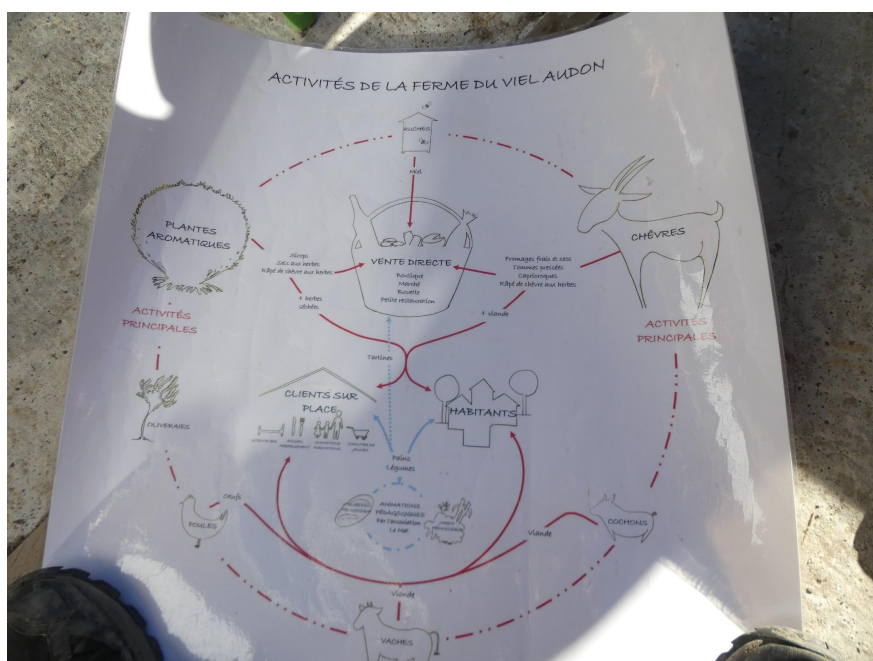 ACTIVITÉS DE LA FERME DU VIEL AUDON
RUCHES
Miel
PLANTES
AROMATIQUES
CHÈVRES
Sirops
Sels aux herbes
Râpé de chèvre aux herbes
VENTE DIRECTE
Boutique
Marché
Buvette
Petite restauration
Fromages frais et secs
Tommes pressées
Râpé de chèvre aux herbes
+ herbes
séchées
+ viande
ACTIVITÉS
PRINCIPALES
ACTIVITÉS
PRINCIPALES
Tartines
CLIENTS SUR
PLACE
HABITANTS
OLIVERAIES
Pains
Légumes
Oeufs
POULES
ANIMATIONS
PÉDAGOGIQUES
Par l'association
Le Mat
COCHONS
Viande
Viande
VACHES